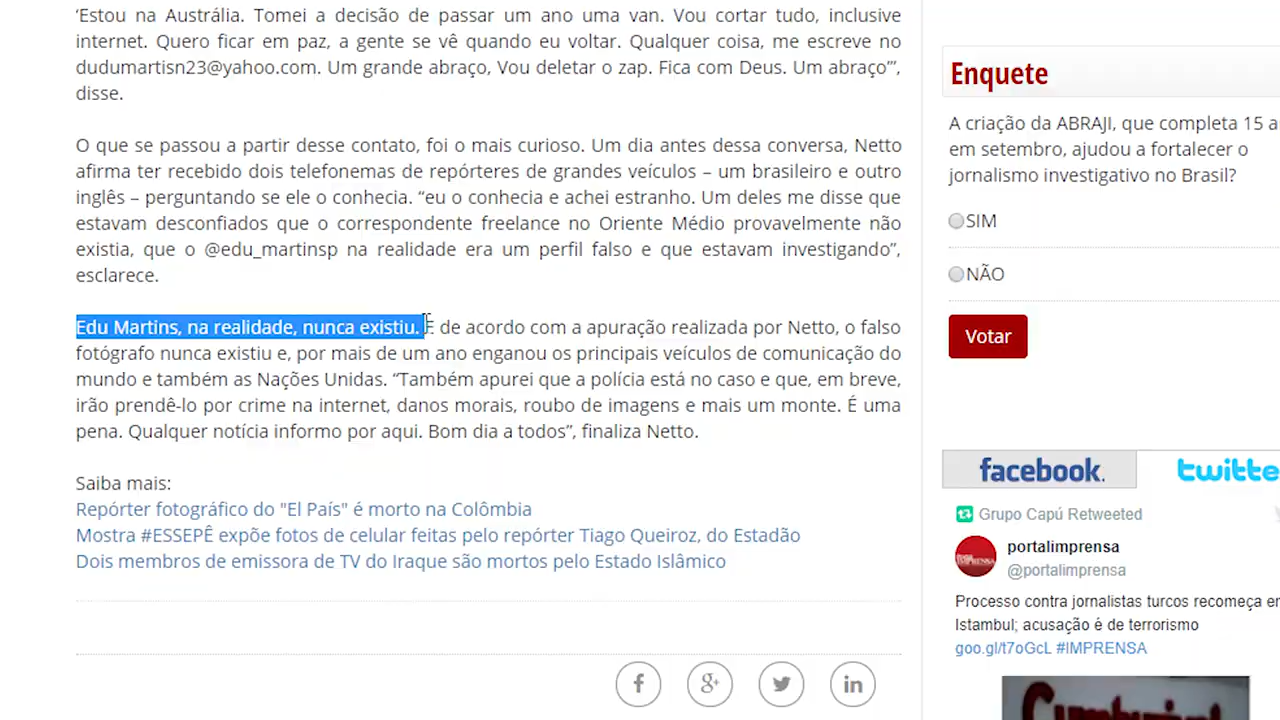 ‘Estou na Austrália. Tomei a decisão de passar um ano uma van. Vou cortar tudo, inclusive
internet. Quero ficar em paz, a gente se vê quando eu voltar. Qualquer coisa, me escreve no
dudumartisn23@yahoo.com. Um grande abraço, Vou deletar o zap. Fica com Deus. Um abraço’”,
disse.
O que se passou a partir desse contato, foi o mais curioso. Um dia antes dessa conversa, Netto
afirma ter recebido dois telefonemas de repórteres de grandes veículos – um brasileiro e outro
inglês – perguntando se ele o conhecia. “eu o conhecia e achei estranho. Um deles me disse que
estavam desconfiados que o correspondente freelance no Oriente Médio provavelmente não
existia, que o @edu_martinsp na realidade era um perfil falso e que estavam investigando”,
esclarece.
Edu Martins, na realidade, nunca existiu. E de acordo com a apuração realizada por Netto, o falso
fotógrafo nunca existiu e, por mais de um ano enganou os principais veículos de comunicação do
mundo e também as Nações Unidas. “Também apurei que a polícia está no caso e que, em breve,
irão prendê-lo por crime na internet, danos morais, roubo de imagens e mais um monte. É uma
pena. Qualquer notícia informo por aqui. Bom dia a todos”, finaliza Netto.
Saiba mais:
Repórter fotográfico do "El País" é morto na Colômbia
Mostra #ESSEPÊ expõe fotos de celular feitas pelo repórter Tiago Queiroz, do Estadão
Dois membros de emissora de TV do Iraque são mortos pelo Estado Islâmico
Enquete
A criação da ABRAJI, que completa 15 a
em setembro, ajudou a fortalecer o
jornalismo investigativo no Brasil?
SIM
NÃO
Votar
facebook. twitte
Grupo Capú Retweeted
portalimprensa
@portalimprensa
Processo contra jornalistas turcos recomeça e
Istambul; acusação é de terrorismo
goo.gl/t7oGcL #IMPRENSA